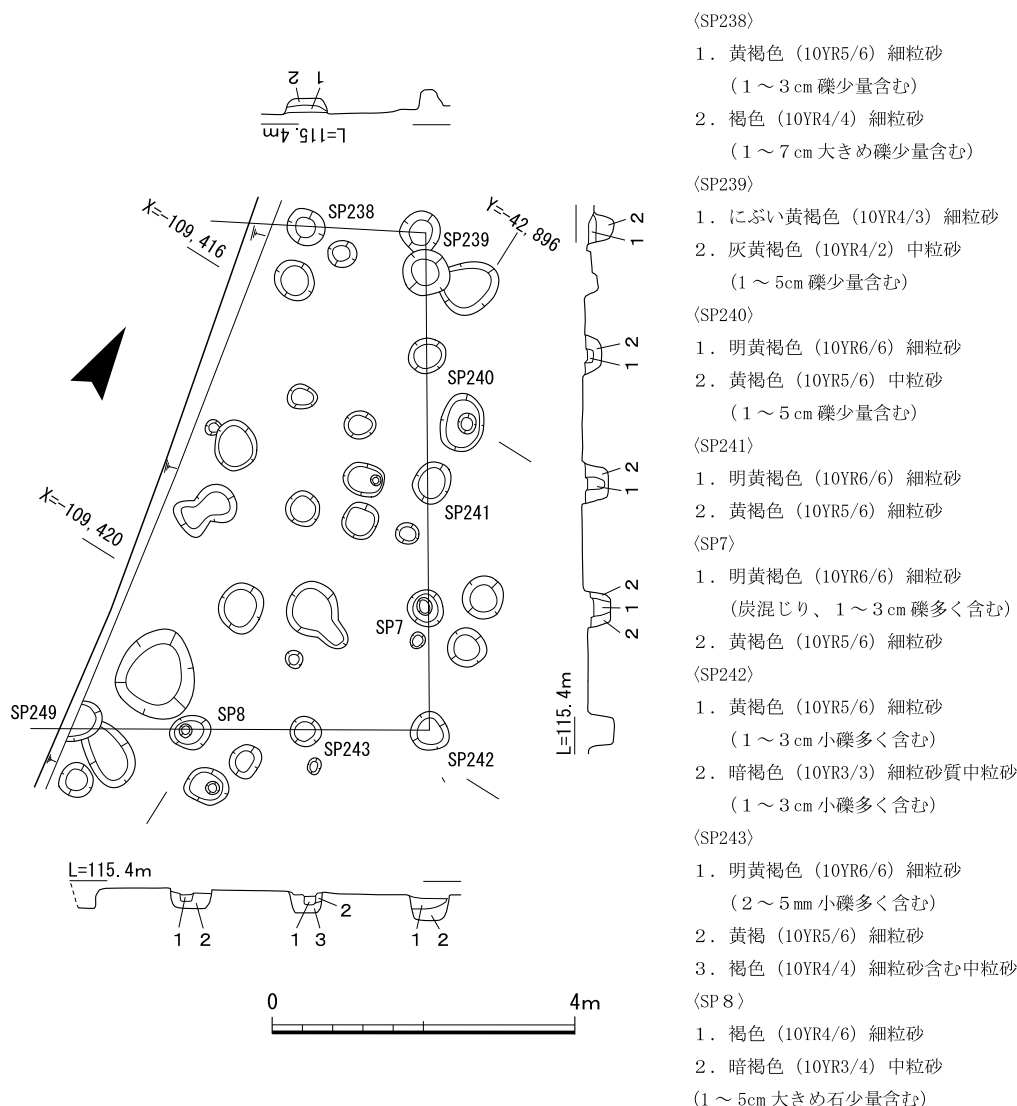 2 1
L=115.4m
X=-109,416
SP238
SP239
Y=-42,896
2
1
SP240
2
1
X=-109,420
SP241
2
1
SP7
2
1
2
SP249
SP8
SP243
SP242
L=115.4m
L=115.4m
1 2
1 3
2
1 2
0 4m
〈SP238〉
1．黄褐色（10YR5/6）細粒砂
（1～3㎝礫少量含む）
2．褐色（10YR4/4）細粒砂
（1～7㎝大きめ礫少量含む）
〈SP239〉
1．にぶい黄褐色（10YR4/3）細粒砂
2．灰黄褐色（10YR4/2）中粒砂
（1～5cm礫少量含む）
〈SP240〉
1．明黄褐色（10YR6/6）細粒砂
2．黄褐色（10YR5/6）中粒砂
（1～5㎝礫少量含む）
〈SP241〉
1．明黄褐色（10YR6/6）細粒砂
2．黄褐色（10YR5/6）細粒砂
〈SP7〉
1．明黄褐色（10YR6/6）細粒砂
（炭混じり、1～3㎝礫多く含む）
2．黄褐色（10YR5/6）細粒砂
〈SP242〉
1．黄褐色（10YR5/6）細粒砂
（1～3㎝小礫多く含む）
2．暗褐色（10YR3/3）細粒砂質中粒砂
（1～3㎝小礫多く含む）
〈SP243〉
1．明黄褐色（10YR6/6）細粒砂
（2～5㎜小礫多く含む）
2．黄褐（10YR5/6）細粒砂
3．褐色（10YR4/4）細粒砂含む中粒砂
〈SP８〉
1．褐色（10YR4/6）細粒砂
2．暗褐色（10YR3/4）中粒砂
(1～5cm大きめ石少量含む)